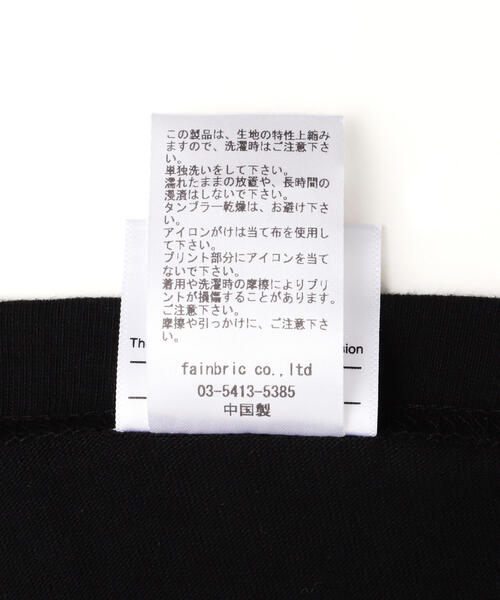 この製品は、生地の特性上縮み
ますので、洗濯時はご注意下さ
い。
単独洗いをして下さい。
濡れたままの放置や、長時間の
浸漬はしないで下さい。
タンブラー乾燥は、お避け下さ
い。
アイロンがけは当て布を使用し
て下さい。
プリント部分にアイロンを当て
ないで下さい。
着用や洗濯時の摩擦によりプリ
ントが損傷することがあります。
ご注意下さい。
摩擦や引っかけに、ご注意下さ
い。
Th
sion
fainbric co.,ltd
03-5413-5385
中国製